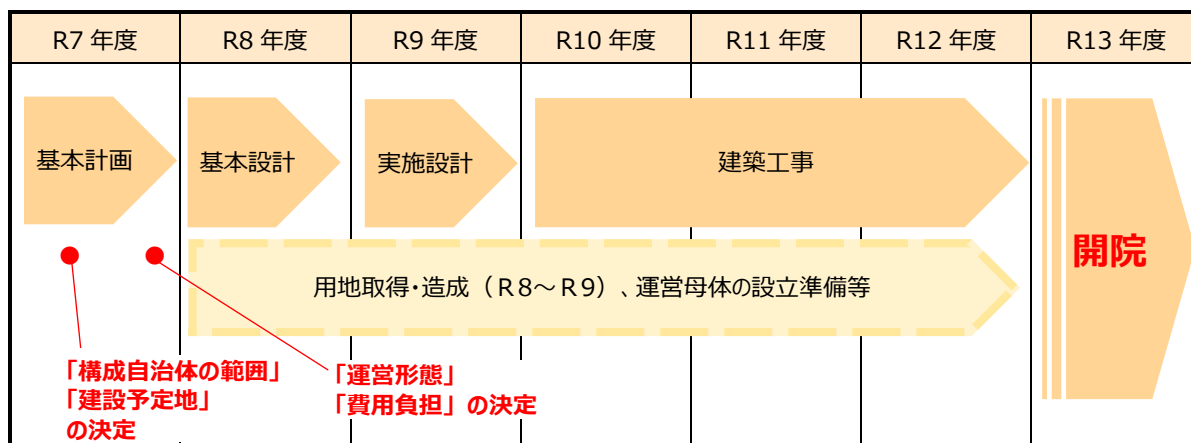 R7 年度
R8 年度
R9 年度
R10 年度
R11 年度
R12 年度
R13 年度
基本計画
基本設計
実施設計
建築工事
開院
用地取得・造成（R8～R9）、運営母体の設立準備等
「構成自治体の範囲」
「建設予定地」
の決定
「運営形態」
「費用負担」の決定